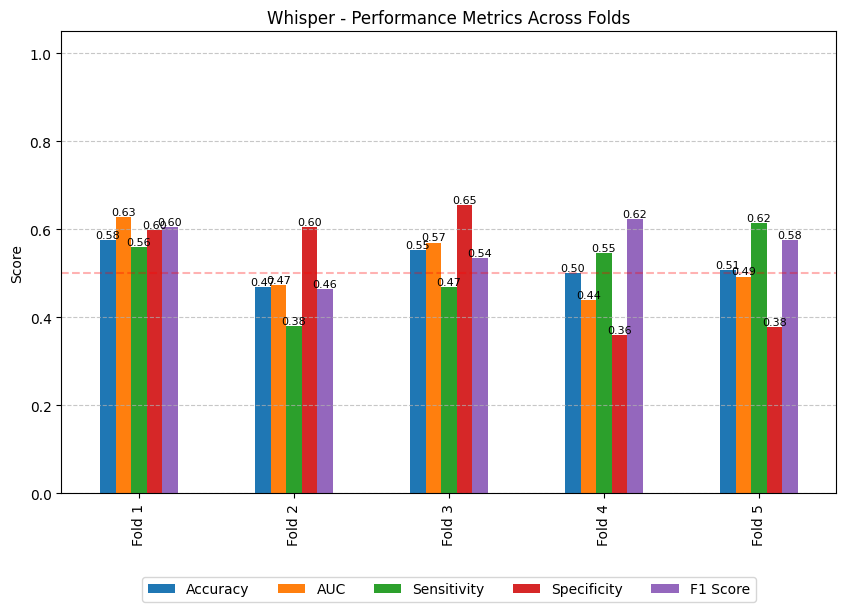 Whisper - Performance Metrics Across Folds
1.0
0.8
0.6
0.4
0.2
0.0
Score
0.58 0.63 0.56 0.60 0.60
0.47 0.47 0.38 0.60 0.46
0.55 0.57 0.47 0.65 0.54
0.50 0.44 0.55 0.36 0.62
0.51 0.49 0.62 0.38 0.58
Fold 1
Fold 2
Fold 3
Fold 4
Fold 5
Accuracy AUC Sensitivity Specificity F1 Score